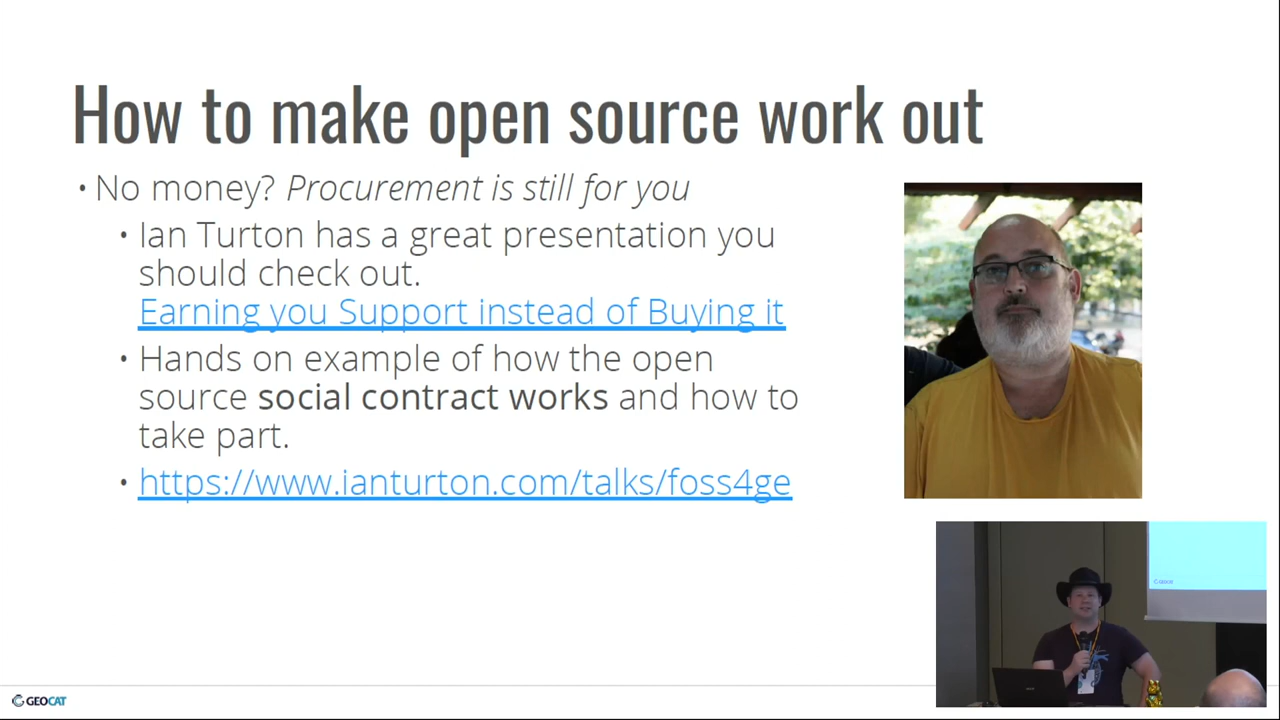 How to make open source work out
• No money? Procurement is still for you
• Ian Turton has a great presentation you
should check out.
Earning you Support instead of Buying it
• Hands on example of how the open
source social contract works and how to
take part.
• https://www.ianturton.com/talks/foss4ge
GEOCAT